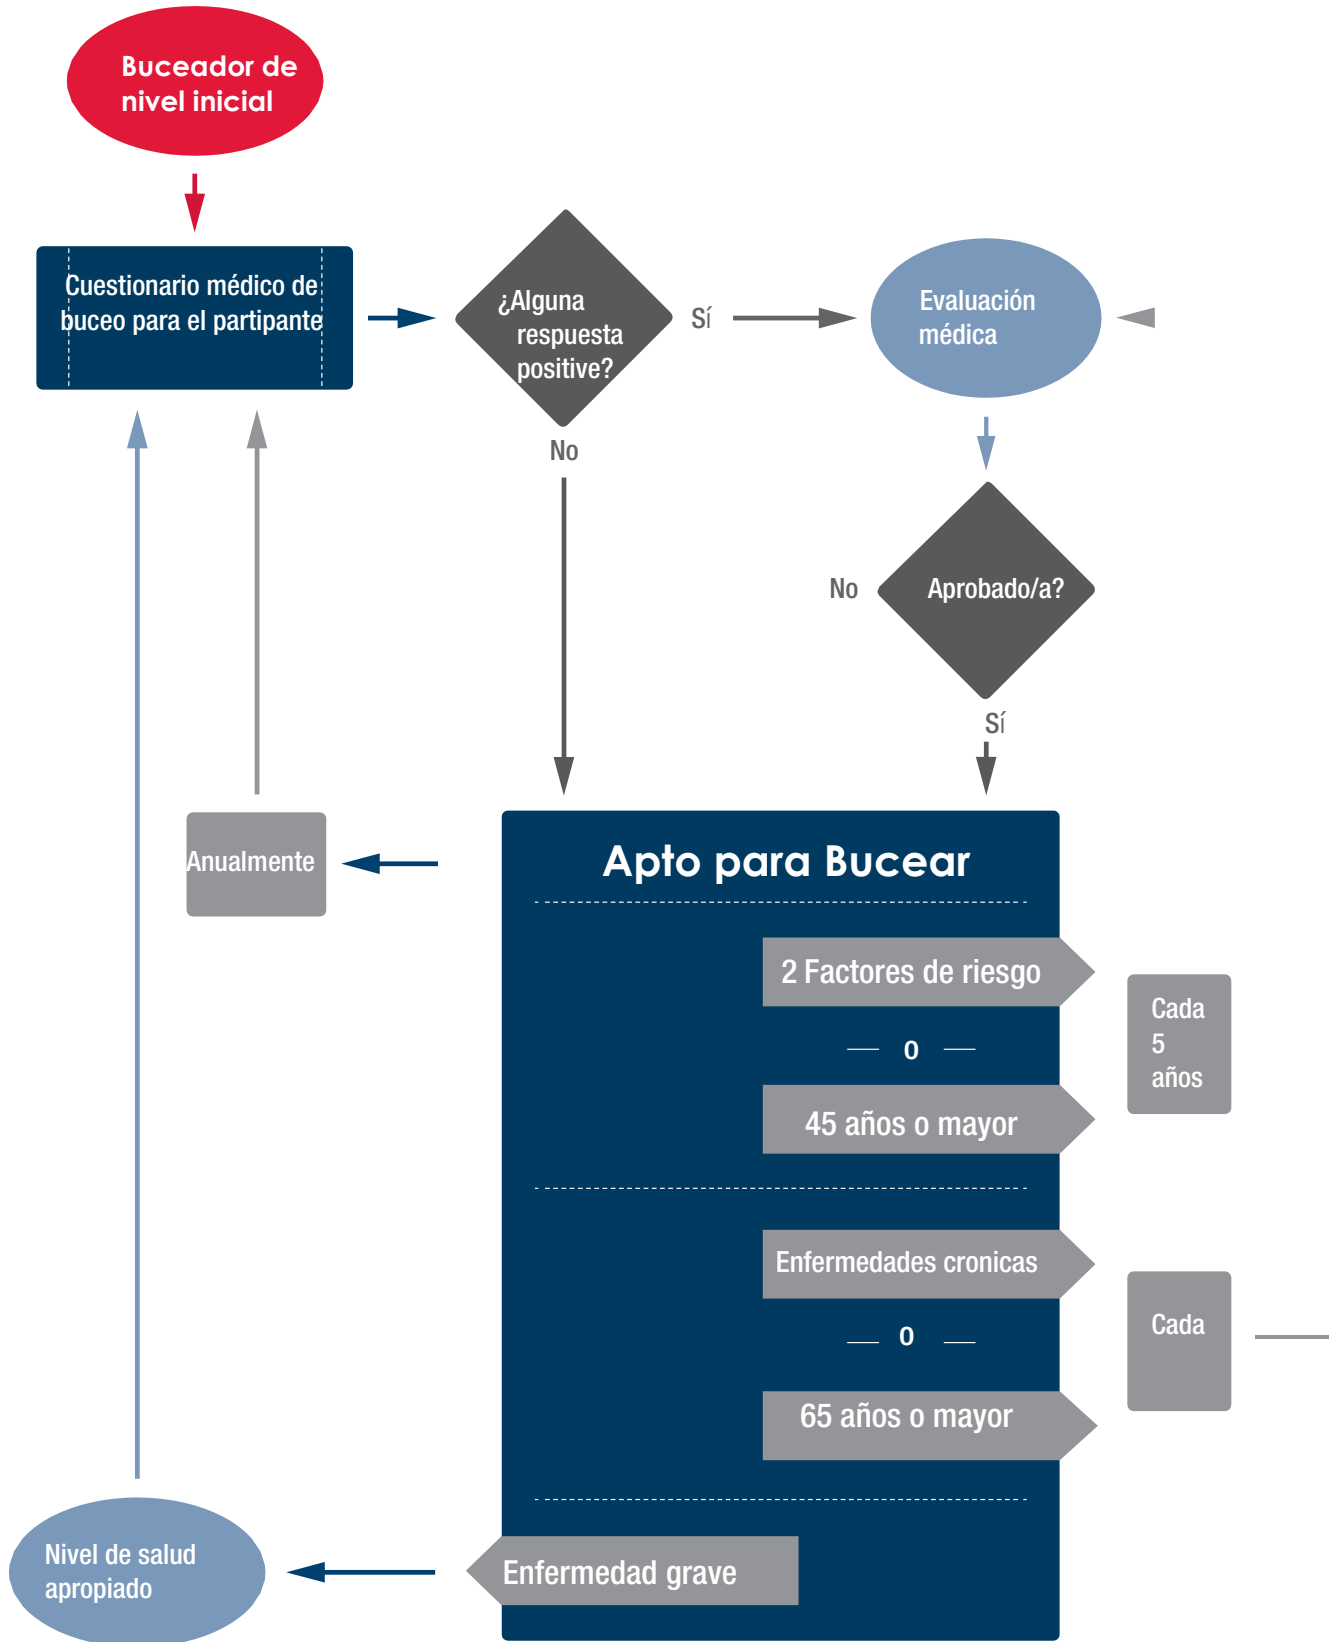 Buceador de
nivel inicial
Cuestionario médico de
buceo para el partipante
¿Alguna
respuesta
positive?
Sí
Evaluación
médica
No
No
Aprobado/a?
Sí
Anualmente
Apto para Bucear
2 Factores de riesgo
O
45 años o mayor
Cada
5
años
Enfermedades cronicas
O
65 años o mayor
Cada
Enfermedad grave
Nivel de salud
apropiado